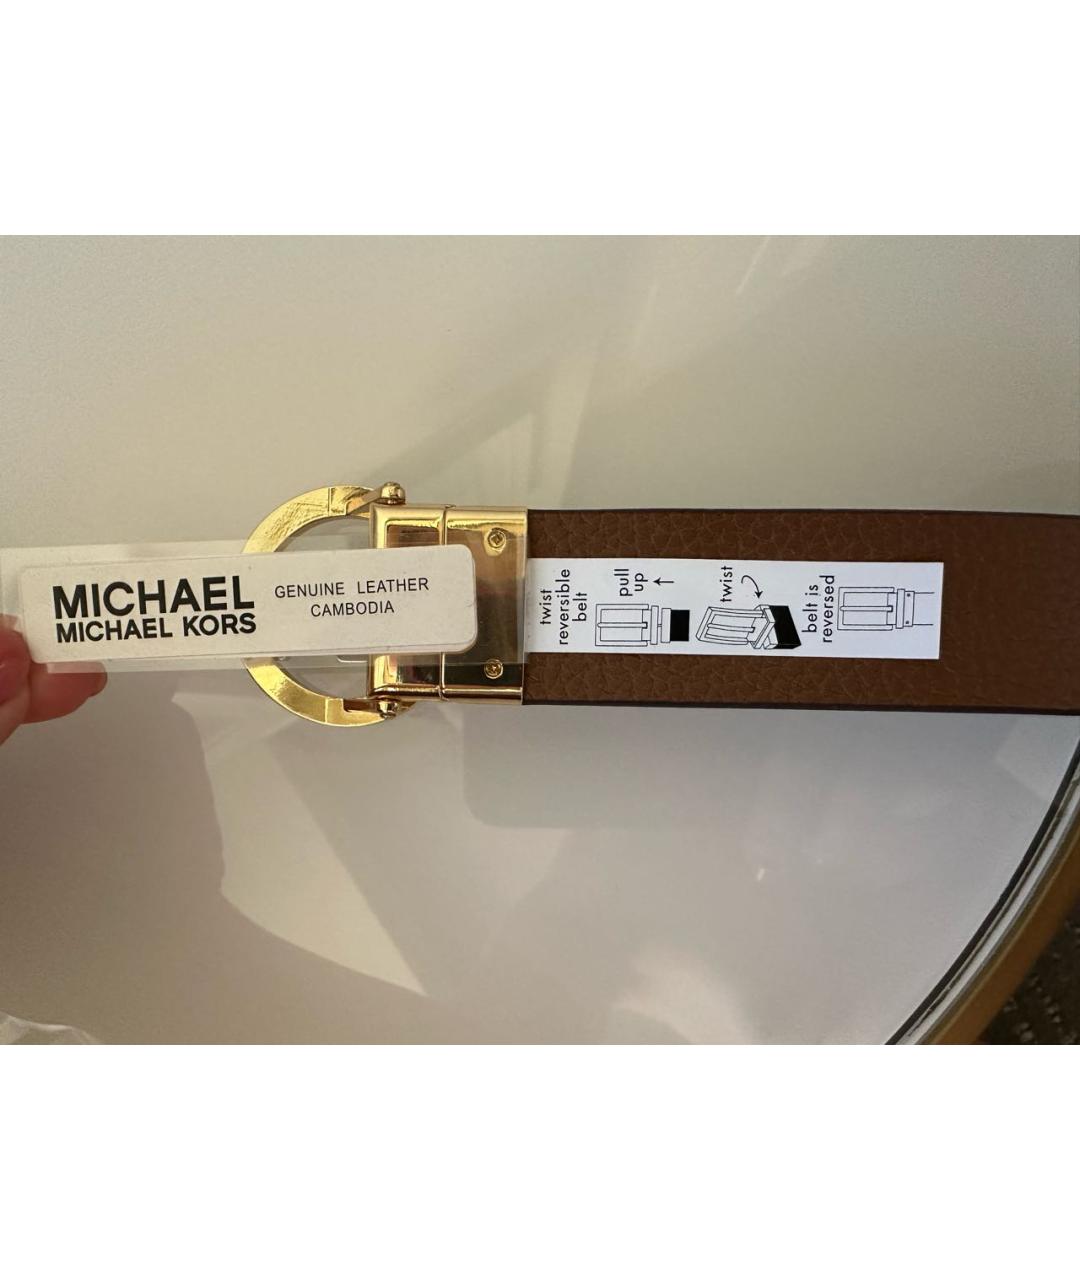 MICHAEL
MICHAEL KORS
GENUINE LEATHER
CAMBODIA
twist
reversible
belt
pull
up
twist
belt is
reversed